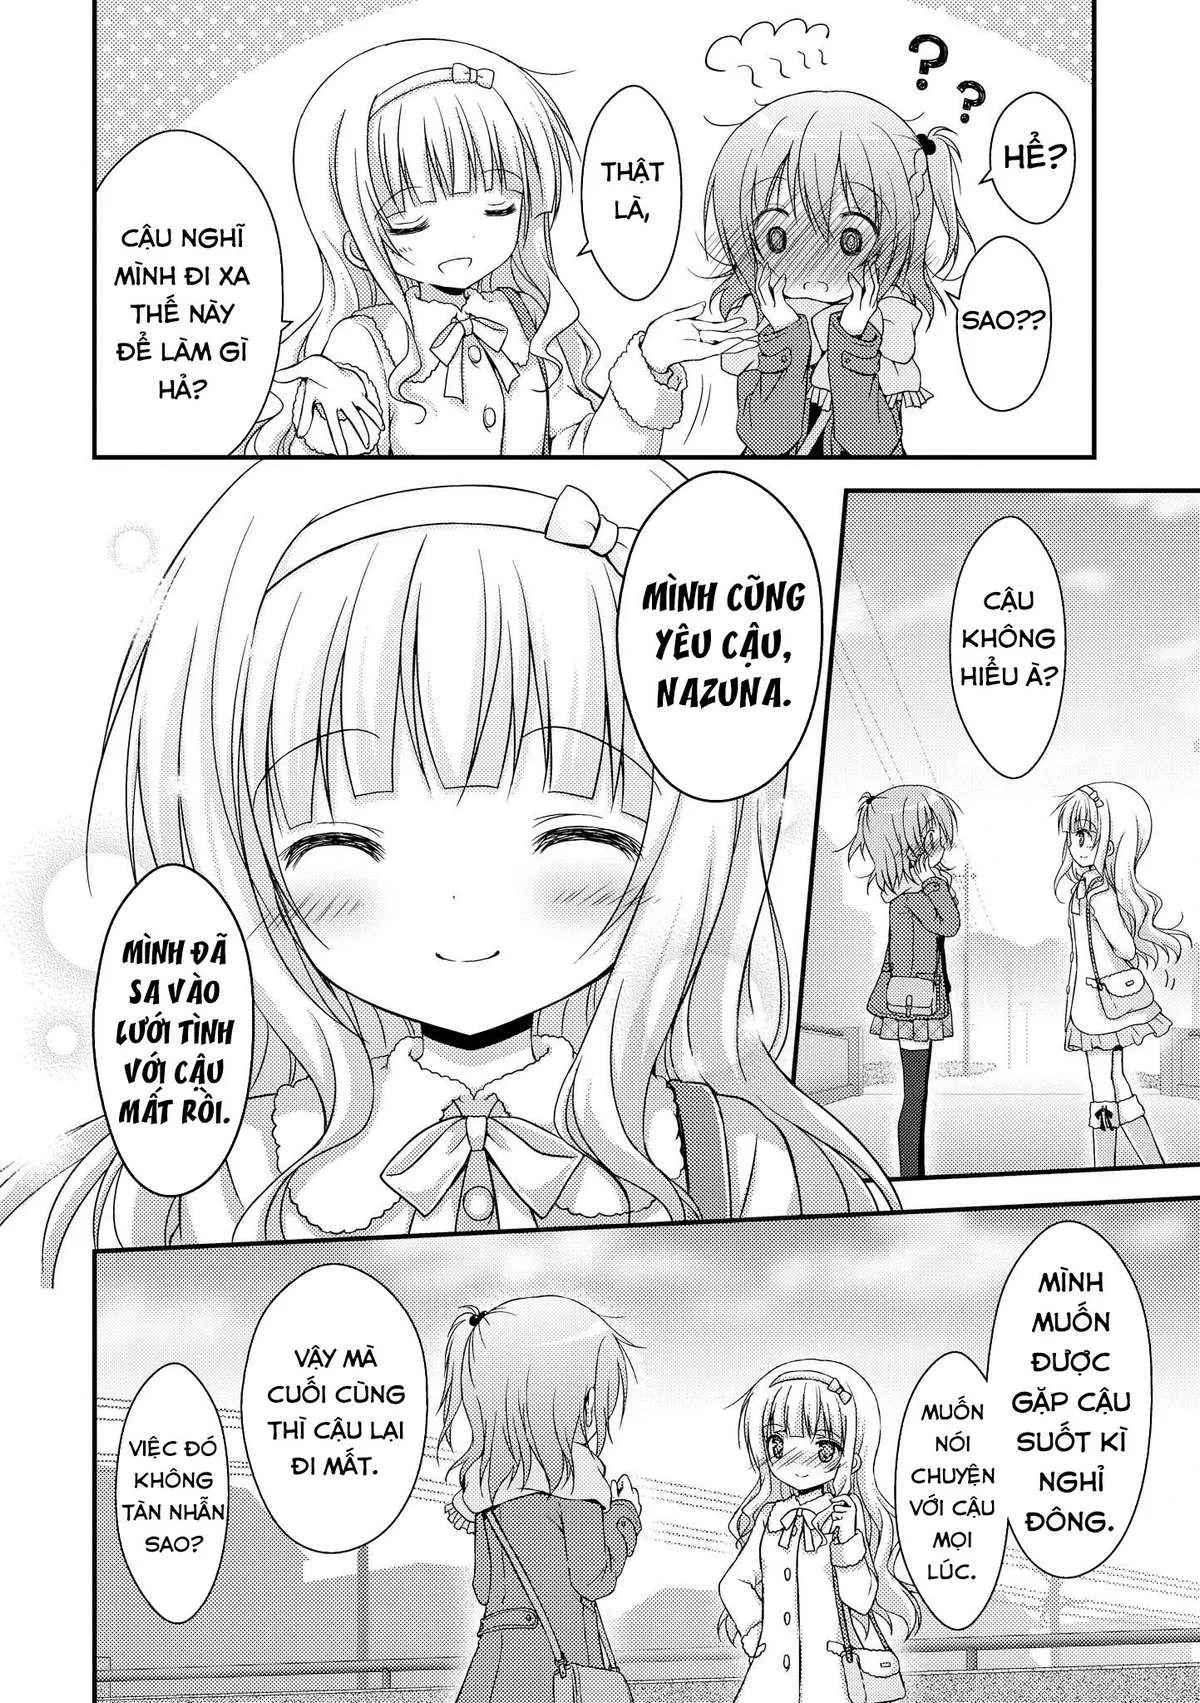 ?
?
HỂ?
SAO??
THẬT
LÀ,
CẬU NGHĨ
MÌNH ĐI XA
THẾ NÀY
ĐỂ LÀM GÌ
HẢ?
CẬU
KHÔNG
HIỂU À?
MÌNH CŨNG
YÊU CẬU,
NAZUNA.
MÌNH ĐÃ
SA VÀO
LƯỚI TÌNH
VỚI CẬU
MẤT RỒI.
MÌNH
MUỐN
ĐƯỢC
GẶP CẬU
SUỐT KÌ
NGHỈ
ĐÔNG.
MUỐN
NÓI
CHUYỆN
VỚI CẬU
MỌI
LÚC.
VẬY MÀ
CUỐI CÙNG
THÌ CẬU LẠI
ĐI MẤT.
VIỆC ĐÓ
KHÔNG
TÀN NHẪN
SAO?